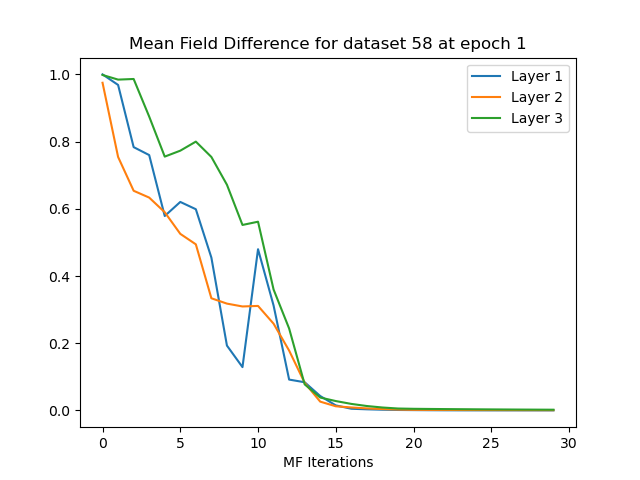 Mean Field Difference for dataset 58 at epoch 1
Layer 1
Layer 2
Layer 3
1.0
0.8
0.6
0.4
0.2
0.0
0 5 10 15 20 25 30
MF Iterations